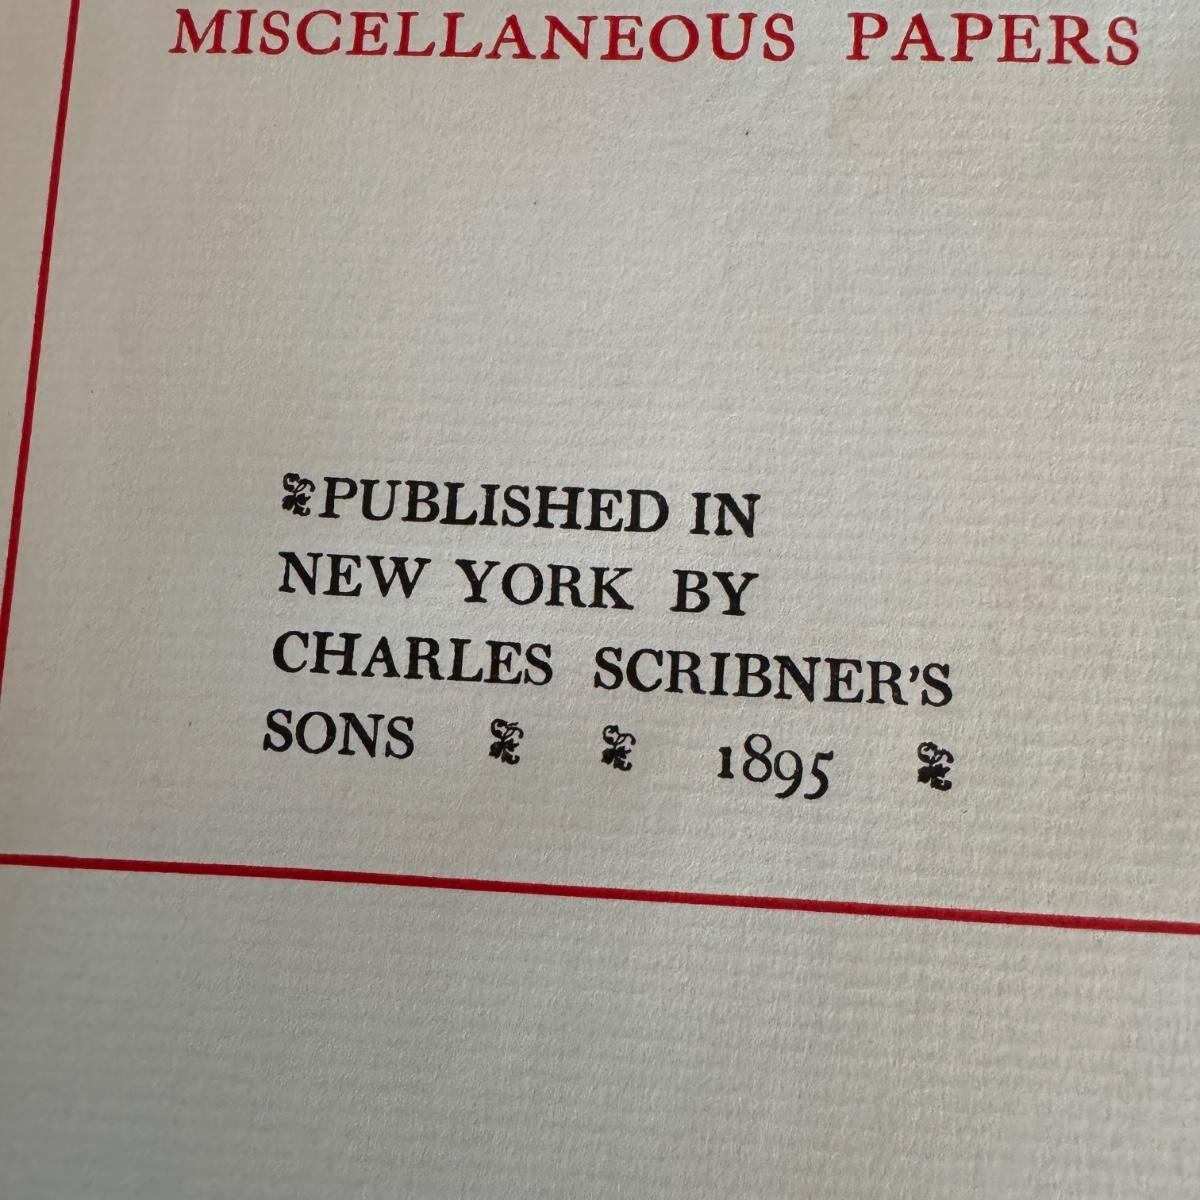 MISCELLANEOUS PAPERS
❦PUBLISHED IN
NEW YORK BY
CHARLES SCRIBNER'S
SONS ❦ ❦ 1895 ❦